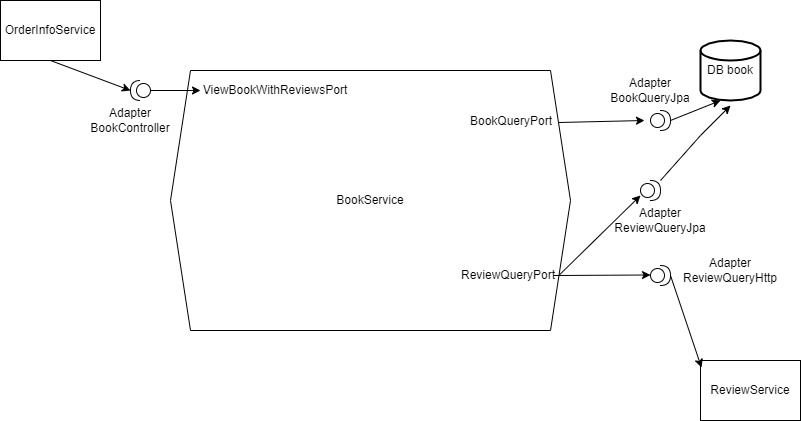 OrderInfoService
Adapter
BookController
ViewBookWithReviewsPort
BookQueryPort
Adapter
BookQueryJpa
DB book
BookService
Adapter
ReviewQueryJpa
ReviewQueryPort
Adapter
ReviewQueryHttp
ReviewService